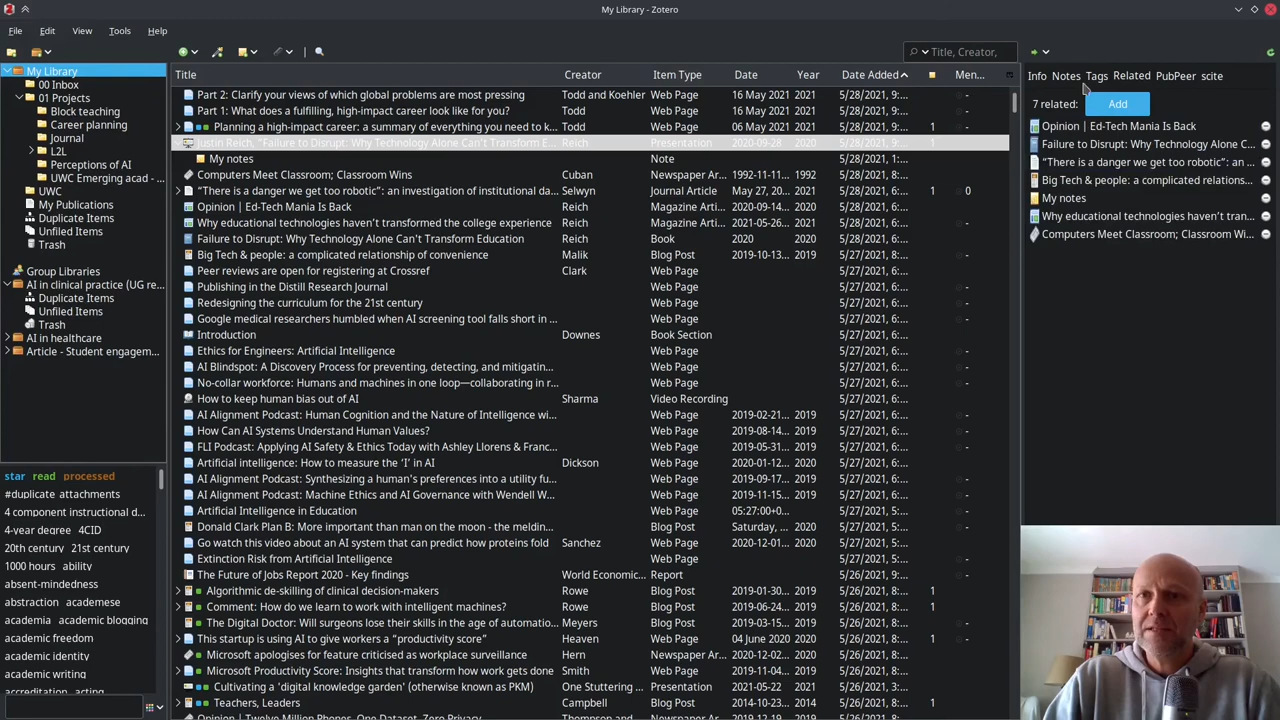 My Library - Zotero
File Edit View Tools Help
Title, Creator,
My Library
00 Inbox
01 Projects
Block teaching
Career planning
Journal
L2L
Perceptions of AI
UWC Emerging acad - ...
UWC
My Publications
Duplicate Items
Unfiled Items
Trash
Group Libraries
AI in clinical practice (UG re...
Duplicate Items
Unfiled Items
Trash
AI in healthcare
Article - Student engagem...
star read processed
#duplicate attachments
4 component instructional d...
4-year degree 4CID
20th century 21st century
1000 hours ability
absent-mindedness
abstraction academese
academia academic blogging
academic freedom
academic identity
academic writing
accreditation acting
Title Creator Item Type Date Year Date Added Men...
Part 2: Clarify your views of which global problems are most pressing Todd and Koehler Web Page 16 May 2021 2021 5/28/2021, 9:...
Part 1: What does a fulfilling, high-impact career look like for you? Todd Web Page 16 May 2021 2021 5/28/2021, 9:...
Planning a high-impact career: a summary of everything you need to k... Todd Web Page 06 May 2021 2021 5/28/2021, 9:... 1 -
Justin Reich, "Failure to Disrupt: Why Technology Alone Can't Transform E... Reich Presentation 2020-09-28 2020 5/28/2021, 9:... 1
My notes Note 5/28/2021, 1:...
Computers Meet Classroom; Classroom Wins Cuban Newspaper Ar... 1992-11-11... 1992 5/28/2021, 8:... -
“There is a danger we get too robotic”: an investigation of institutional da... Selwyn Journal Article May 27, 20... 2021 5/28/2021, 8:... 1 0
Opinion | Ed-Tech Mania Is Back Reich Magazine Arti... 2020-09-14... 2020 5/28/2021, 8:... -
Why educational technologies haven’t transformed the college experience Reich Magazine Arti... 2021-05-26... 2021 5/28/2021, 8:... -
Failure to Disrupt: Why Technology Alone Can't Transform Education Reich Book 2020 2020 5/28/2021, 8:... -
Big Tech & people: a complicated relationship of convenience Malik Blog Post 2019-10-13... 2019 5/28/2021, 8:... -
Peer reviews are open for registering at Crossref Clark Web Page 5/28/2021, 6:... -
Publishing in the Distill Research Journal Web Page 5/28/2021, 6:... -
Redesigning the curriculum for the 21st century Web Page 5/28/2021, 6:... -
Google medical researchers humbled when AI screening tool falls short in ... Web Page 5/27/2021, 6:... -
Introduction Downes Book Section 5/27/2021, 6:... -
Ethics for Engineers: Artificial Intelligence Web Page 5/27/2021, 6:... -
AI Blindspot: A Discovery Process for preventing, detecting, and mitigatin... Web Page 5/27/2021, 6:... -
No-collar workforce: Humans and machines in one loop—collaborating in r... Web Page 5/27/2021, 6:... -
How to keep human bias out of AI Sharma Video Recording 5/27/2021, 6:... -
AI Alignment Podcast: Human Cognition and the Nature of Intelligence wi... Web Page 2019-02-21... 2019 5/27/2021, 6:... -
How Can AI Systems Understand Human Values? Web Page 2019-08-14... 2019 5/27/2021, 6:... -
FLI Podcast: Applying AI Safety & Ethics Today with Ashley Llorens & Franc... Web Page 2019-05-31... 2019 5/27/2021, 6:... -
Artificial intelligence: How to measure the ‘I’ in AI Dickson Web Page 2020-01-12... 2020 5/27/2021, 6:... -
AI Alignment Podcast: Synthesizing a human's preferences into a utility fu... Web Page 2019-09-17... 2019 5/27/2021, 6:... -
AI Alignment Podcast: Machine Ethics and AI Governance with Wendell W... Web Page 2019-11-15... 2019 5/27/2021, 6:... -
Artificial Intelligence in Education Web Page 05:27:00+0... 5/27/2021, 5:... -
Donald Clark Plan B: More important than man on the moon - the meldin... Blog Post Saturday, ... 2020 5/27/2021, 5:... -
Go watch this video about an AI system that can predict how proteins fold Sanchez Blog Post 2020-12-01... 2020 5/27/2021, 5:... -
Extinction Risk from Artificial Intelligence Web Page 5/27/2021, 5:... -
The Future of Jobs Report 2020 - Key findings World Economic... Report 5/26/2021, 9:... -
Algorithmic de-skilling of clinical decision-makers Rowe Blog Post 2019-01-30... 2019 5/26/2021, 8:... 1 -
Comment: How do we learn to work with intelligent machines? Rowe Blog Post 2019-06-24... 2019 5/26/2021, 8:... 1 -
The Digital Doctor: Will surgeons lose their skills in the age of automatio... Meyers Blog Post 2019-03-01... 2019 5/26/2021, 8:... -
This startup is using AI to give workers a “productivity score” Heaven Web Page 04 June 2020 2020 5/26/2021, 8:... 1 -
Microsoft apologises for feature criticised as workplace surveillance Hern Newspaper Ar... 2020-12-02... 2020 5/26/2021, 8:... -
Microsoft Productivity Score: Insights that transform how work gets done Smith Web Page 2019-11-04... 2019 5/26/2021, 8:... -
Cultivating a 'digital knowledge garden' (otherwise known as PKM) One Stuttering ... Presentation 2021-05-22 2021 5/26/2021, 3:... -
Teachers, Leaders Campbell Blog Post 2014-10-23... 2014 5/26/2021, 8:... 1 -
Info Notes Tags Related PubPeer scite
7 related: Add
Opinion | Ed-Tech Mania Is Back
Failure to Disrupt: Why Technology Alone C...
“There is a danger we get too robotic”: an ...
Big Tech & people: a complicated relations...
My notes
Why educational technologies haven’t tran...
Computers Meet Classroom; Classroom Wi...